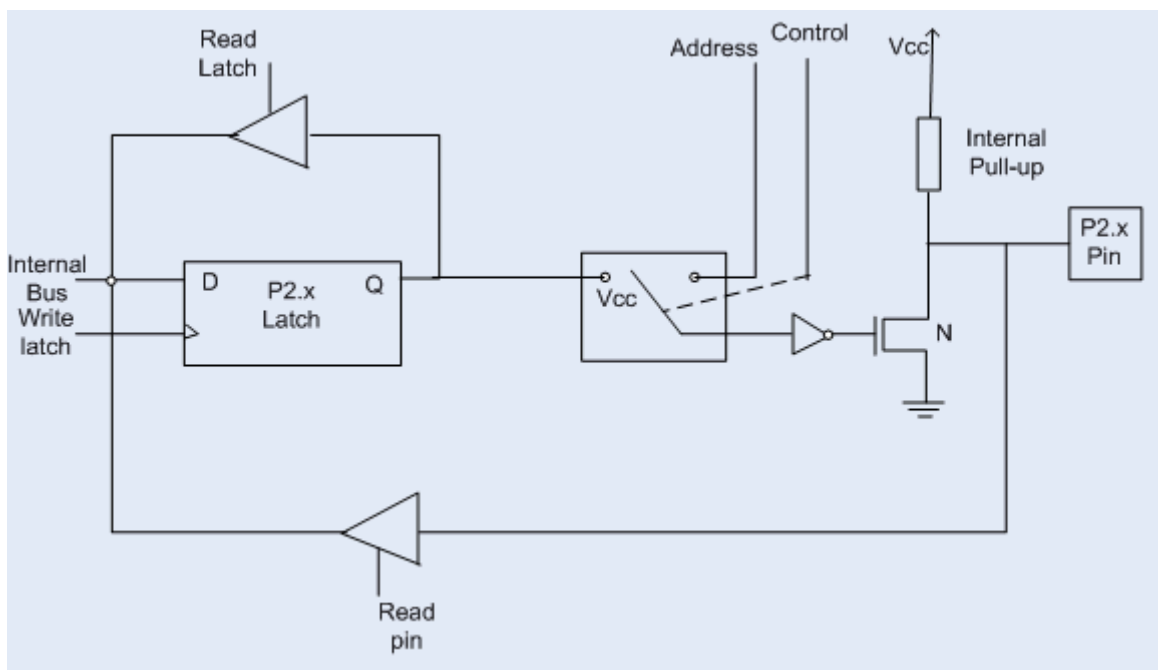 Read
Latch
Address
Control
Vcc
Internal
Pull-up
P2.x
Pin
Internal
Bus
Write
latch
D
P2.x
Latch
Q
Vcc
N
Read
pin